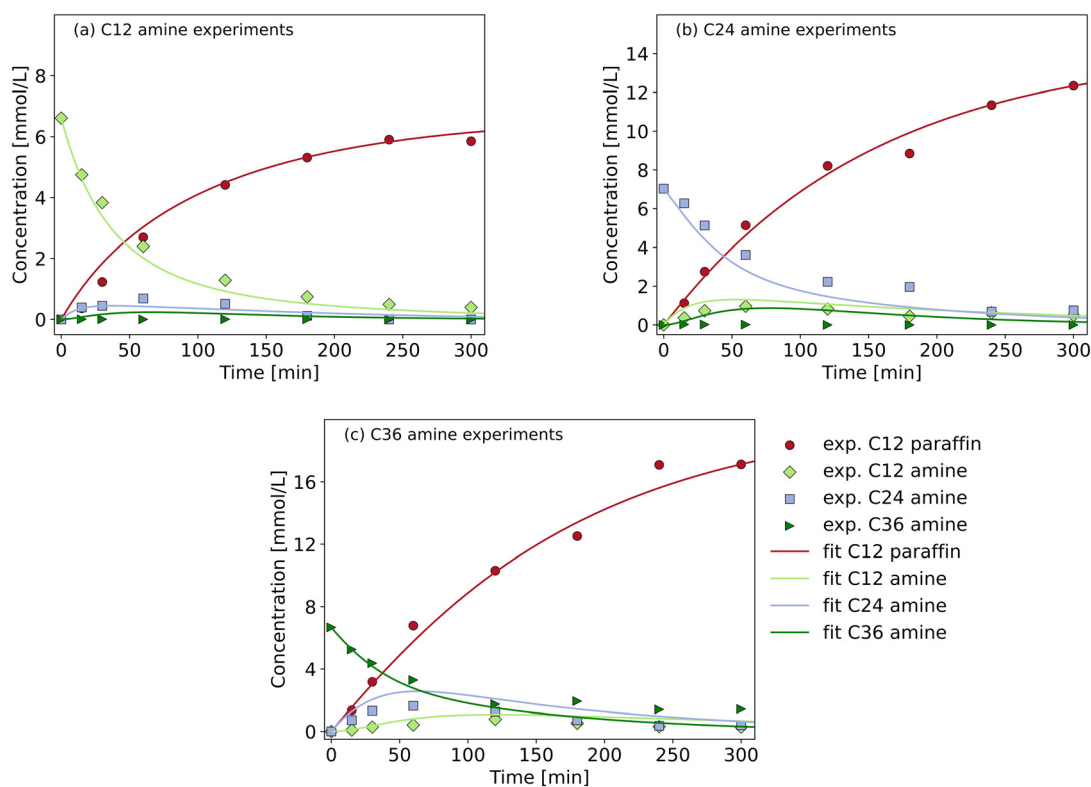 (a) C12 amine experiments
Concentration [mmol/L]
8
6
4
2
0
0 50 100 150 200 250 300
Time [min]
(b) C24 amine experiments
Concentration [mmol/L]
14
12
10
8
6
4
2
0
0 50 100 150 200 250 300
Time [min]
(c) C36 amine experiments
Concentration [mmol/L]
16
12
8
4
0
0 50 100 150 200 250 300
Time [min]
exp. C12 paraffin
exp. C12 amine
exp. C24 amine
exp. C36 amine
fit C12 paraffin
fit C12 amine
fit C24 amine
fit C36 amine